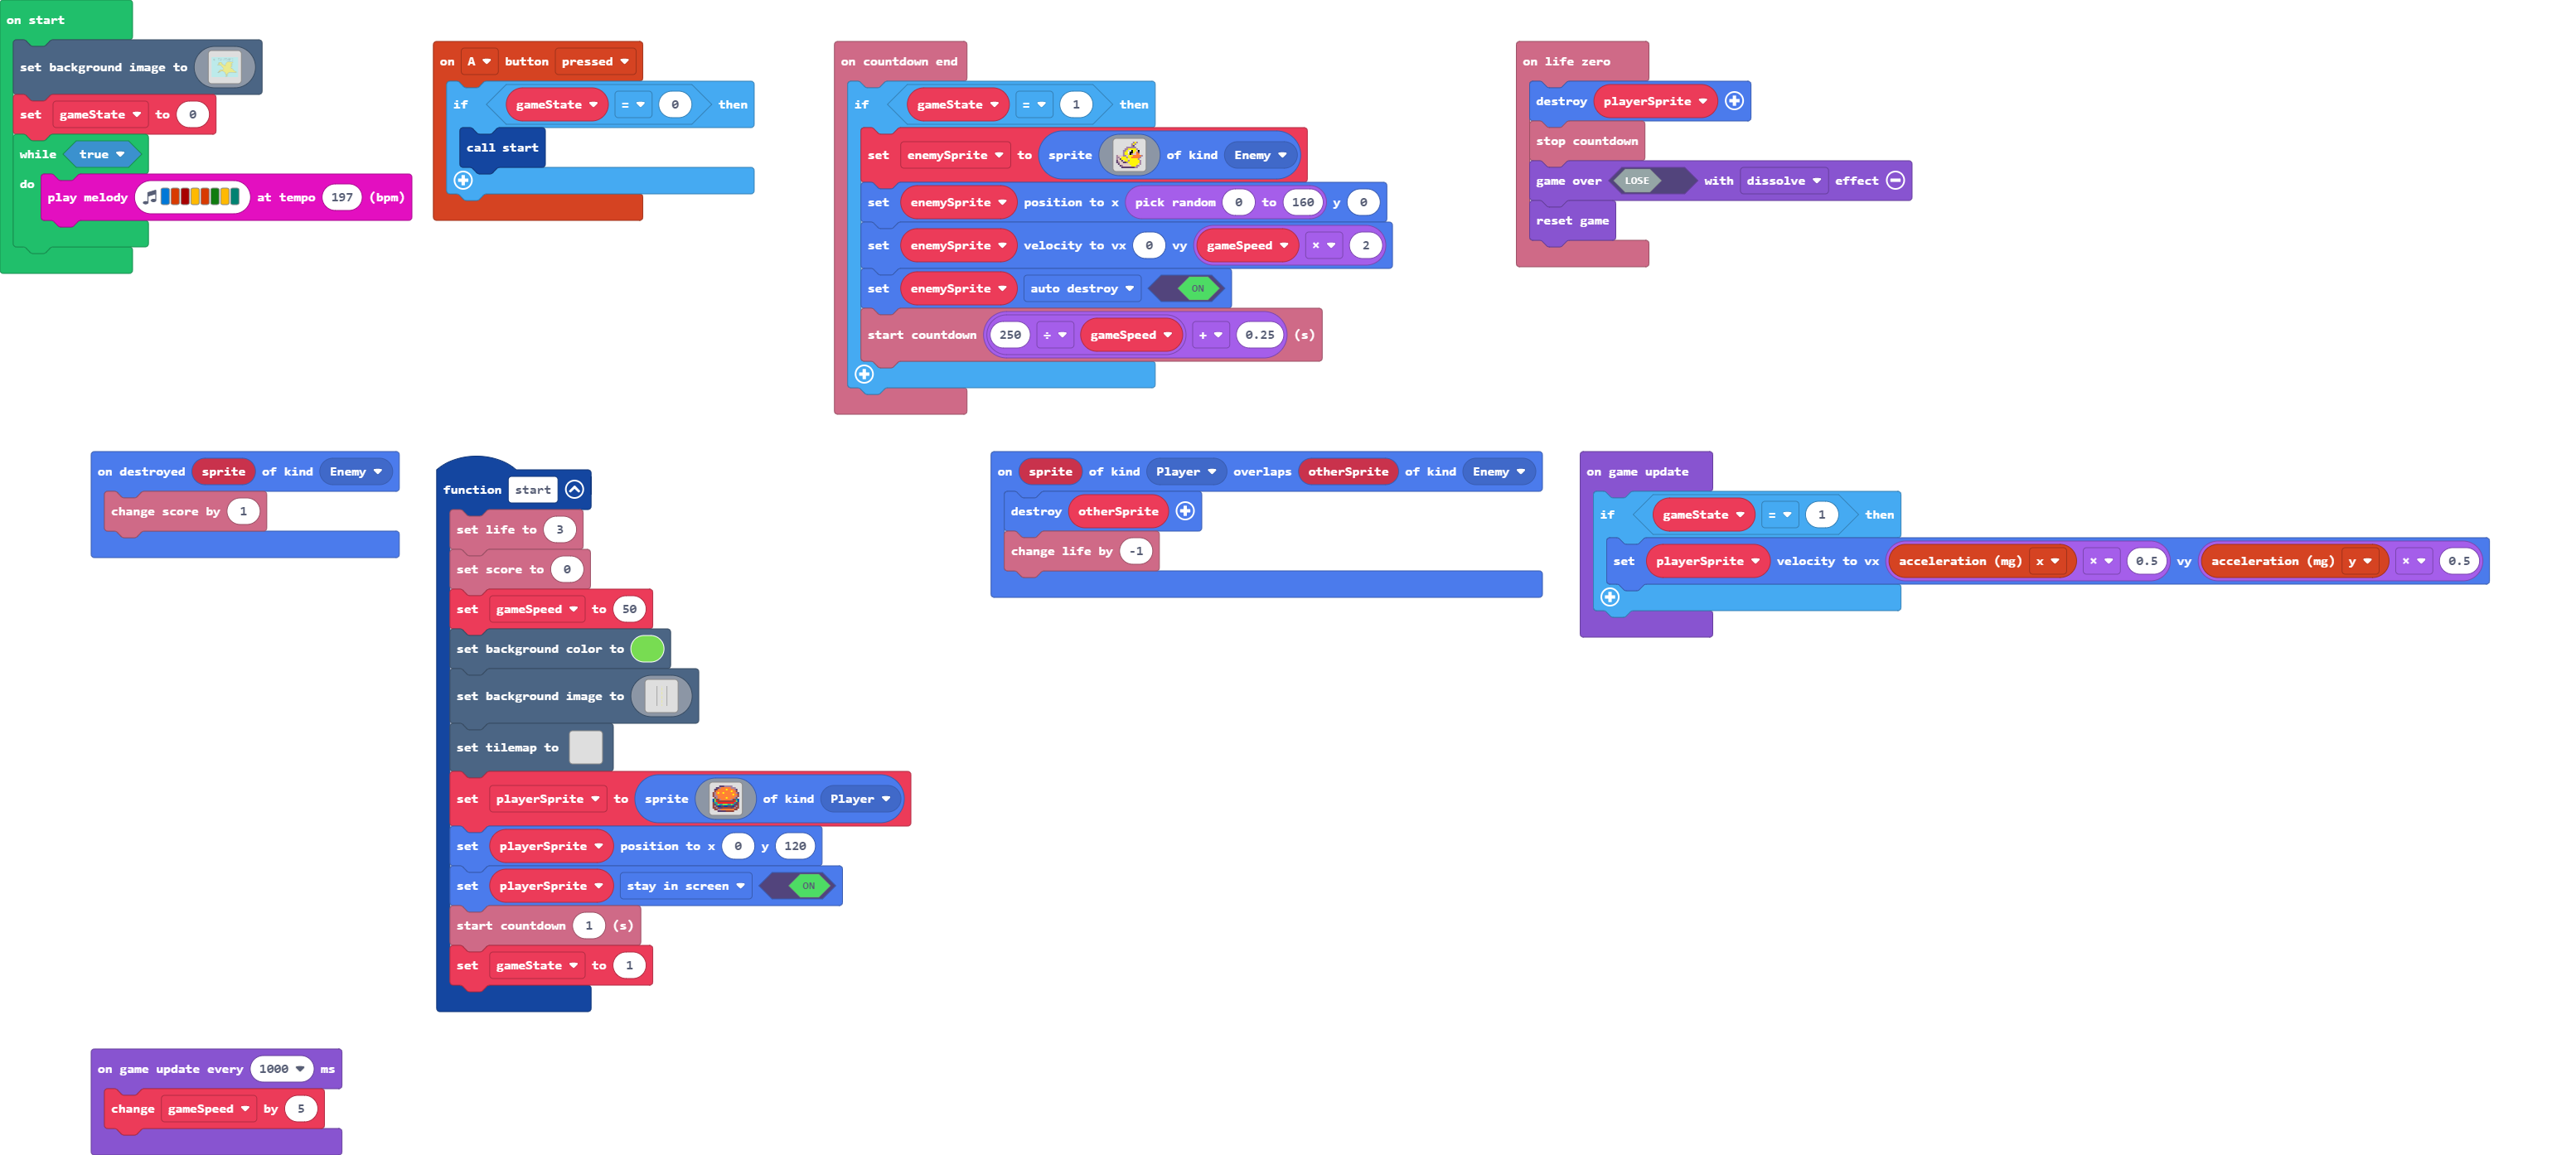 on start
set background image to
set gameState to 0
while true
do
play melody at tempo 197 (bpm)
on A button pressed
if gameState = 0 then
call start
on countdown end
if gameState = 1 then
set enemySprite to sprite of kind Enemy
set enemySprite position to x pick random 0 to 160 y 0
set enemySprite velocity to vx 0 vy gameSpeed × 2
set enemySprite auto destroy ON
start countdown 250 ÷ gameSpeed + 0.25 (s)
on life zero
destroy playerSprite
stop countdown
game over LOSE with dissolve effect
reset game
on destroyed sprite of kind Enemy
change score by 1
function start
set life to 3
set score to 0
set gameSpeed to 50
set background color to
set background image to
set tilemap to
set playerSprite to sprite of kind Player
set playerSprite position to x 0 y 120
set playerSprite stay in screen ON
start countdown 1 (s)
set gameState to 1
on sprite of kind Player overlaps otherSprite of kind Enemy
destroy otherSprite
change life by -1
on game update
if gameState = 1 then
set playerSprite velocity to vx acceleration (mg) x × 0.5 vy acceleration (mg) y × 0.5
on game update every 1000 ms
change gameSpeed by 5